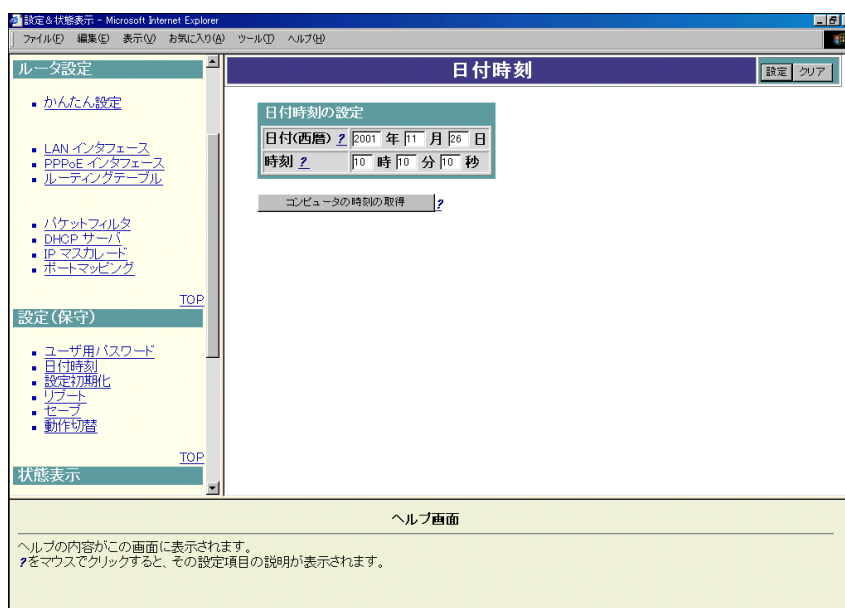 設定&状態表示 - Microsoft Internet Explorer
ファイル(F) 編集(E) 表示(V) お気に入り(A) ツール(T) ヘルプ(H)
ルータ設定
かんたん設定
LAN インタフェース
PPPoE インタフェース
ルーティングテーブル
パケットフィルタ
DHCP サーバ
IP マスカレード
ポートマッピング
TOP
設定(保守)
ユーザ用パスワード
日付時刻
設定初期化
リブート
セーブ
動作切替
TOP
状態表示
日付時刻
設定 クリア
日付時刻の設定
日付(西暦) ? 2001 年 11 月 26 日
時刻 ? 10 時 10 分 10 秒
コンピュータの時刻の取得 ?
ヘルプ画面
ヘルプの内容がこの画面に表示されます。
?をマウスでクリックすると、その設定項目の説明が表示されます。